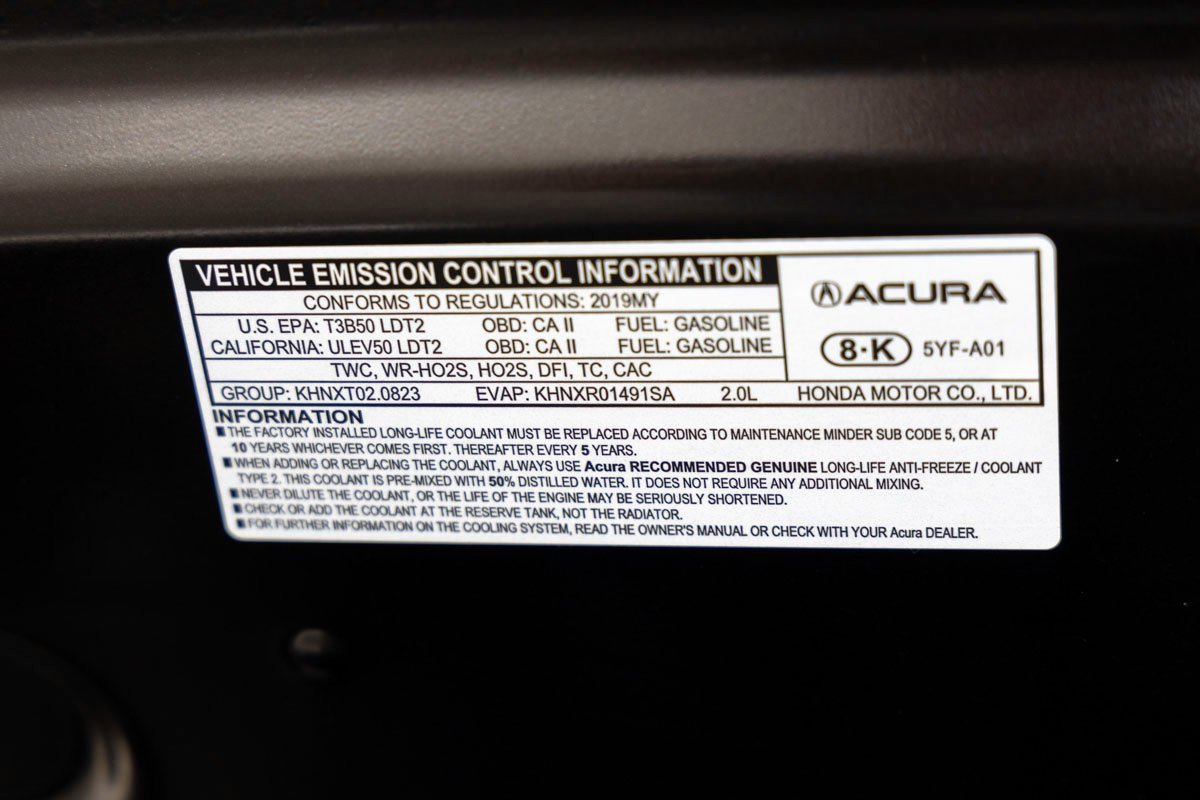 VEHICLE EMISSION CONTROL INFORMATION
CONFORMS TO REGULATIONS: 2019MY
U.S. EPA: T3B50 LDT2 OBD: CA II FUEL: GASOLINE
CALIFORNIA: ULEV50 LDT2 OBD: CA II FUEL: GASOLINE
TWC, WR-HO2S, HO2S, DFI, TC, CAC
ACURA
8·K 5YF-A01
GROUP: KHNXT02.0823 EVAP: KHNXR01491SA 2.0L HONDA MOTOR CO., LTD.
INFORMATION
■ THE FACTORY INSTALLED LONG-LIFE COOLANT MUST BE REPLACED ACCORDING TO MAINTENANCE MINDER SUB CODE 5, OR AT
10 YEARS WHICHEVER COMES FIRST. THEREAFTER EVERY 5 YEARS.
■ WHEN ADDING OR REPLACING THE COOLANT, ALWAYS USE Acura RECOMMENDED GENUINE LONG-LIFE ANTI-FREEZE / COOLANT
TYPE 2. THIS COOLANT IS PRE-MIXED WITH 50% DISTILLED WATER. IT DOES NOT REQUIRE ANY ADDITIONAL MIXING.
■ NEVER DILUTE THE COOLANT, OR THE LIFE OF THE ENGINE MAY BE SERIOUSLY SHORTENED.
■ CHECK OR ADD THE COOLANT AT THE RESERVE TANK, NOT THE RADIATOR.
■ FOR FURTHER INFORMATION ON THE COOLING SYSTEM, READ THE OWNER'S MANUAL OR CHECK WITH YOUR Acura DEALER.